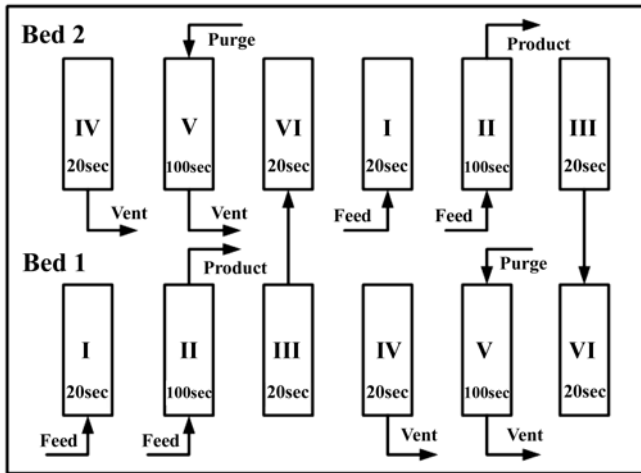 Bed 2
Purge
Product
IV
V
VI
I
II
III
20sec
100sec
20sec
20sec
100sec
20sec
Vent
Vent
Feed
Feed
Bed 1
Product
Purge
I
II
III
IV
V
VI
20sec
100sec
20sec
20sec
100sec
20sec
Feed
Feed
Vent
Vent